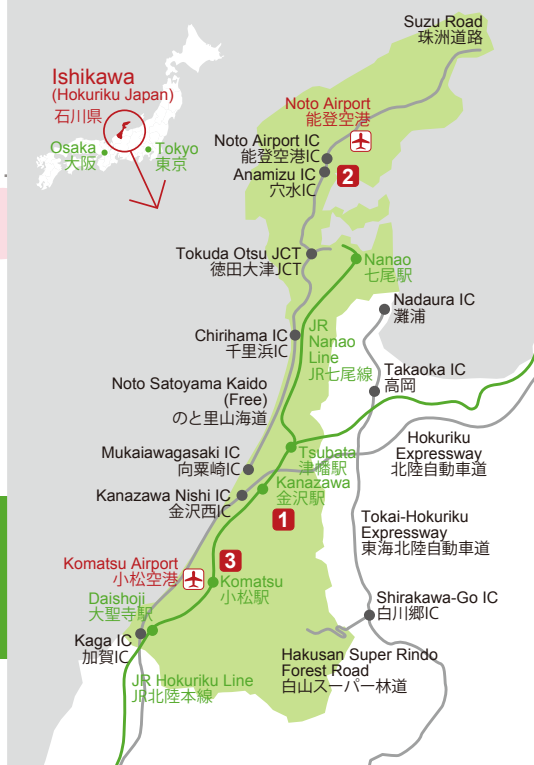 Suzu Road
珠洲道路
Ishikawa
(Hokuriku Japan)
石川県
Osaka
大阪
Tokyo
東京
Noto Airport
能登空港
Noto Airport IC
能登空港IC
Anamizu IC
穴水IC
2
Tokuda Otsu JCT
徳田大津JCT
Nanao
七尾駅
Nadaura IC
灘浦
Chirihama IC
千里浜IC
JR
Nanao
Line
JR七尾線
Takaoka IC
高岡
Noto Satoyama Kaido
(Free)
のと里山海道
Mukaiawagasaki IC
向粟崎IC
Tsubata
津幡駅
Hokuriku
Expressway
北陸自動車道
Kanazawa Nishi IC
金沢西IC
Kanazawa
金沢駅
1
Tokai-Hokuriku
Expressway
東海北陸自動車道
Komatsu Airport
小松空港
3
Komatsu
小松駅
Daishoji
大聖寺駅
Kaga IC
加賀IC
Shirakawa-Go IC
白川郷IC
Hakusan Super Rindo
Forest Road
白山スーパー林道
JR Hokuriku Line
JR北陸本線